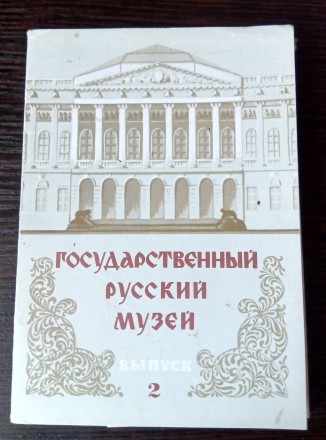 ГОСУДАРСТВЕННЫЙ
РУССКИЙ
МУЗЕЙ
ВЫПУСК
2